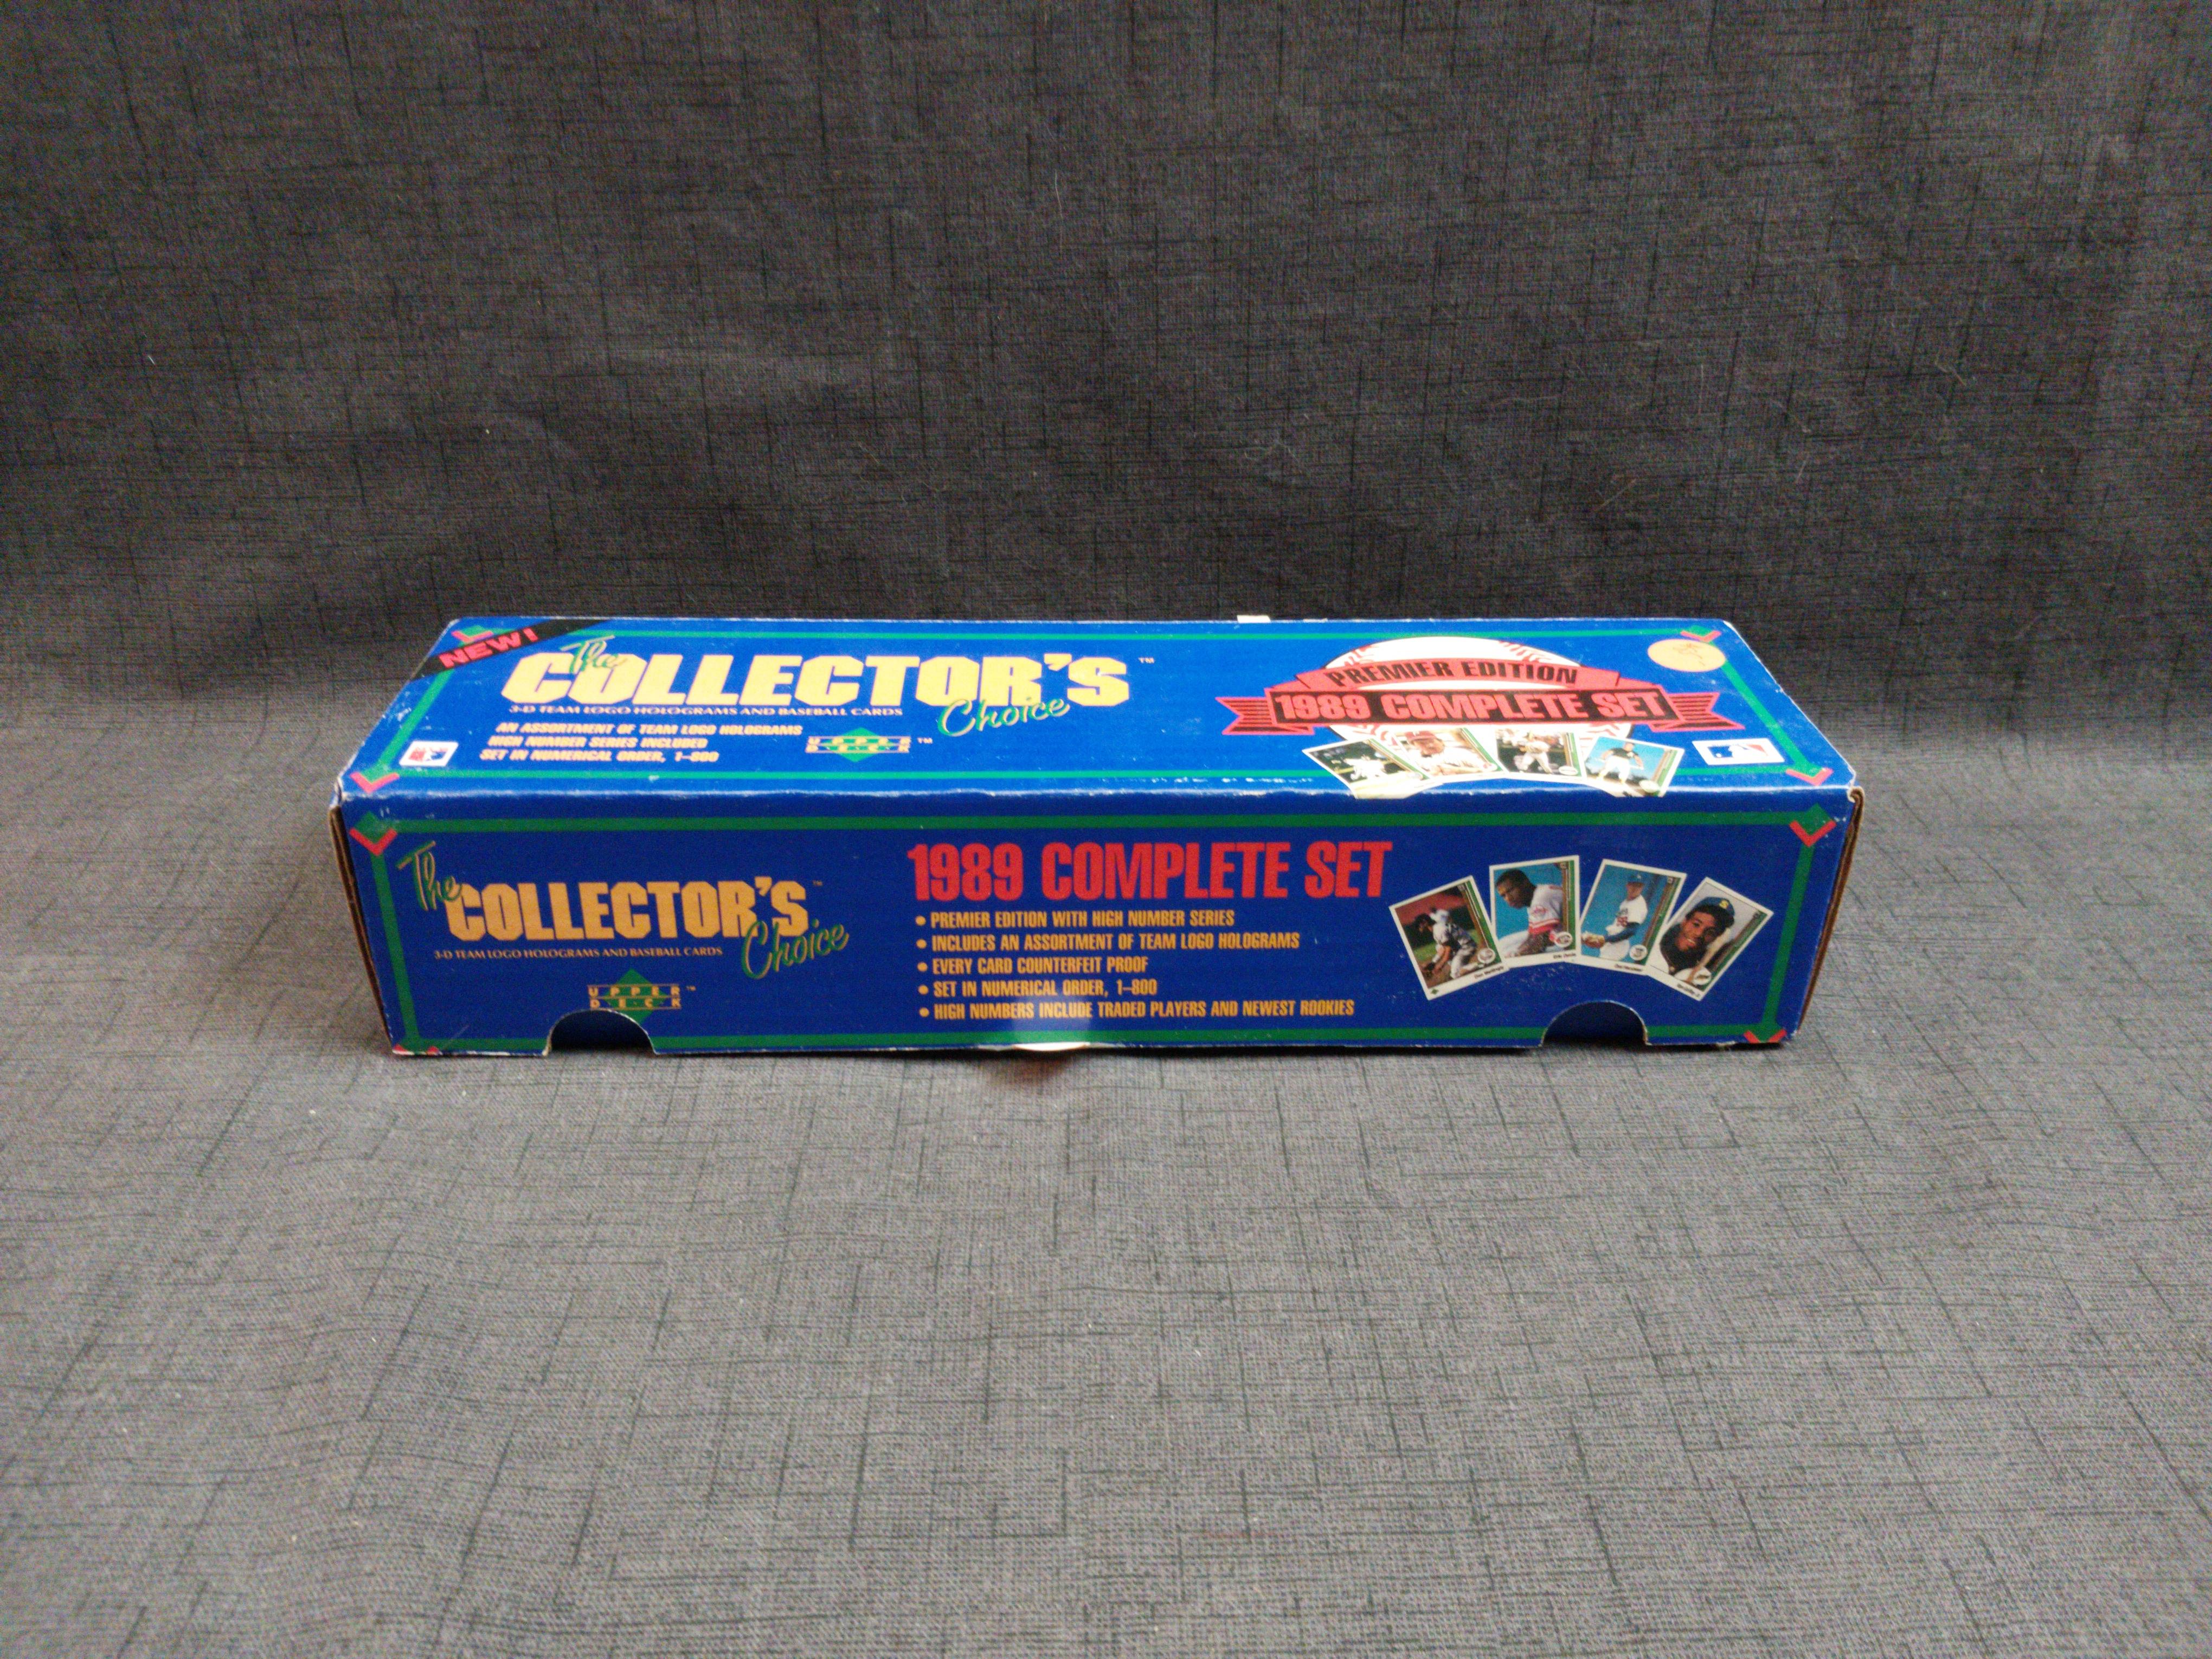 NEW!
The
COLLECTOR'S™
Choice
3-D TEAM LOGO HOLOGRAMS AND BASEBALL CARDS
AN ASSORTMENT OF TEAM LOGO HOLOGRAMS
HIGH NUMBER SERIES INCLUDED
SET IN NUMERICAL ORDER, 1-800
UPPER
DECK™
PREMIER EDITION
1989 COMPLETE SET
The
COLLECTOR'S™
Choice
3-D TEAM LOGO HOLOGRAMS AND BASEBALL CARDS
UPPER
DECK™
1989 COMPLETE SET
• PREMIER EDITION WITH HIGH NUMBER SERIES
• INCLUDES AN ASSORTMENT OF TEAM LOGO HOLOGRAMS
• EVERY CARD COUNTERFEIT PROOF
• SET IN NUMERICAL ORDER, 1-800
• HIGH NUMBERS INCLUDE TRADED PLAYERS AND NEWEST ROOKIES